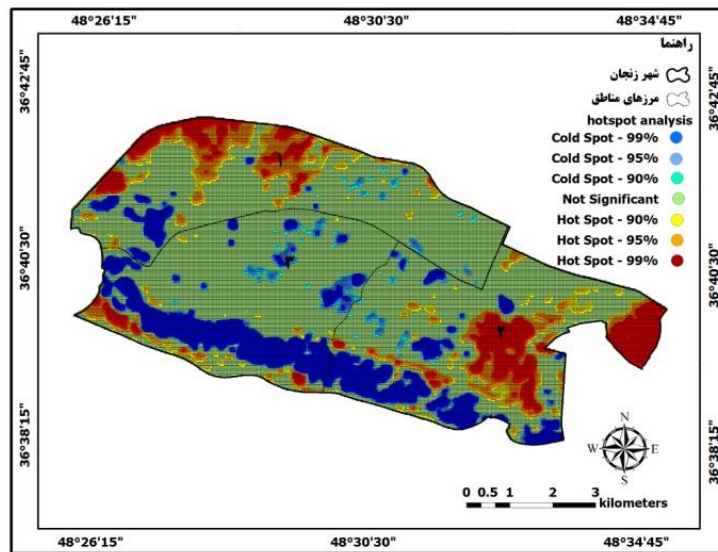 48°26'15" 48°30'30" 48°34'45"
راهنما
شهر زنجان
مرزهای مناطق
hotspot analysis
Cold Spot - 99%
Cold Spot - 95%
Cold Spot - 90%
Not Significant
Hot Spot - 90%
Hot Spot - 95%
Hot Spot - 99%
36°42'45" 36°42'45"
36°40'30" 36°40'30"
36°38'15" 36°38'15"
۱
۲
۳
N
W E
S
0 0.5 1 2 3
kilometers
48°26'15" 48°30'30" 48°34'45"